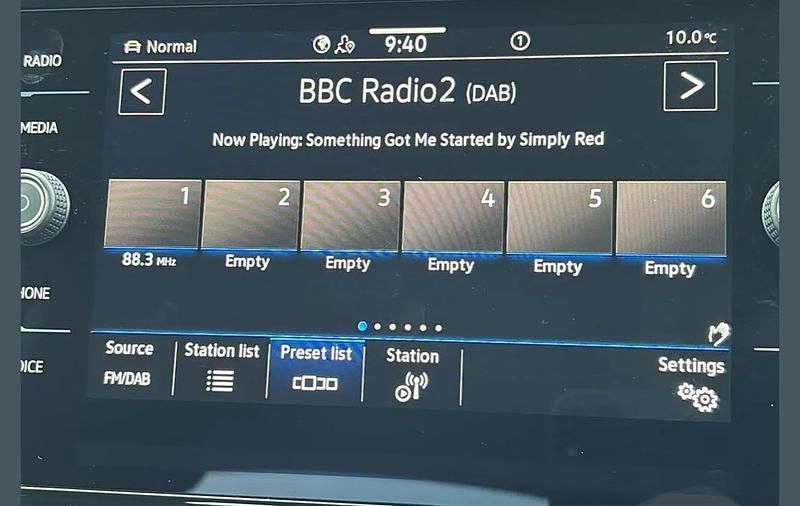 RADIO
MEDIA
HONE
OICE
Normal 9:40 1 10.0°C
< BBC Radio2 (DAB) >
Now Playing: Something Got Me Started by Simply Red
1 2 3 4 5 6
88.3 MHz Empty Empty Empty Empty Empty
Source Station list Preset list Station Settings
FM/DAB